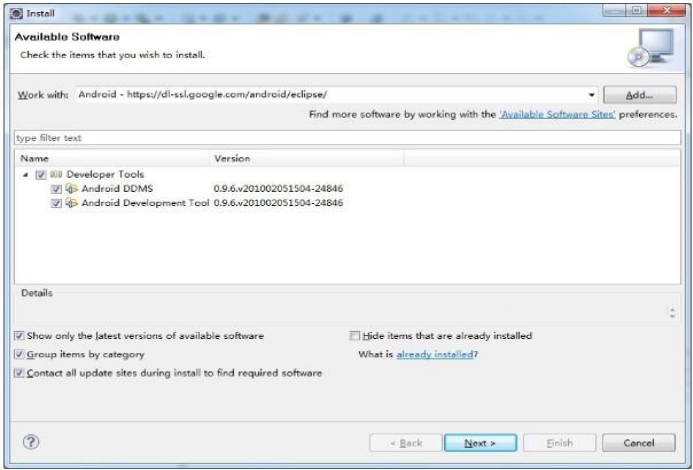 Install
Available Software
Check the items that you wish to install.
Work with: Android - https://dl-ssl.google.com/android/eclipse/ Add...
Find more software by working with the 'Available Software Sites' preferences.
type filter text
Name Version
Developer Tools
Android DDMS 0.9.6.v201002051504-24846
Android Development Tool 0.9.6.v201002051504-24846
Details
Show only the latest versions of available software Hide items that are already installed
Group items by category What is already installed?
Contact all update sites during install to find required software
? < Back Next > Finish Cancel